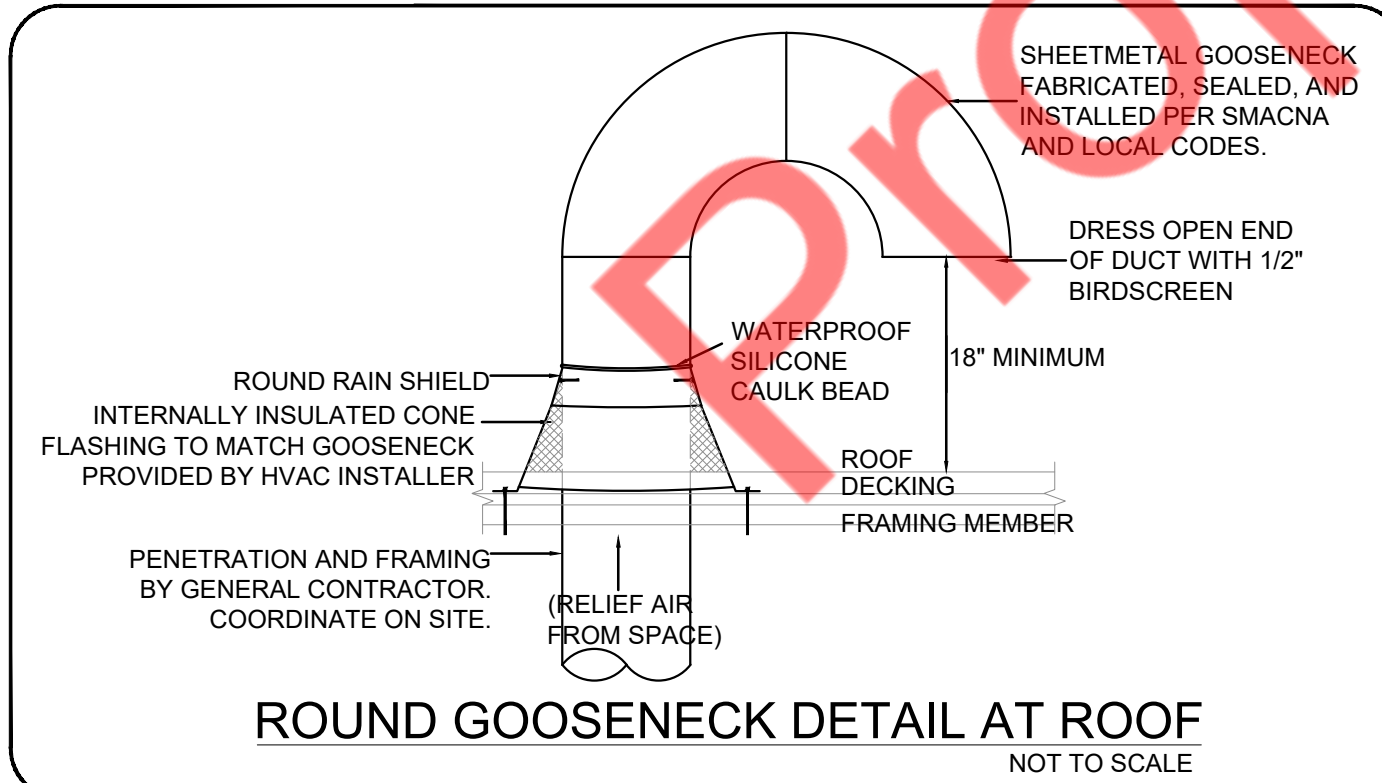 SHEETMETAL GOOSENECK
FABRICATED, SEALED, AND
INSTALLED PER SMACNA
AND LOCAL CODES.
DRESS OPEN END
OF DUCT WITH 1/2"
BIRDSCREEN
WATERPROOF
SILICONE
CAULK BEAD
18" MINIMUM
ROUND RAIN SHIELD
INTERNALLY INSULATED CONE
FLASHING TO MATCH GOOSENECK
PROVIDED BY HVAC INSTALLER
ROOF
DECKING
FRAMING MEMBER
PENETRATION AND FRAMING
BY GENERAL CONTRACTOR.
COORDINATE ON SITE.
(RELIEF AIR
FROM SPACE)
ROUND GOOSENECK DETAIL AT ROOF
NOT TO SCALE